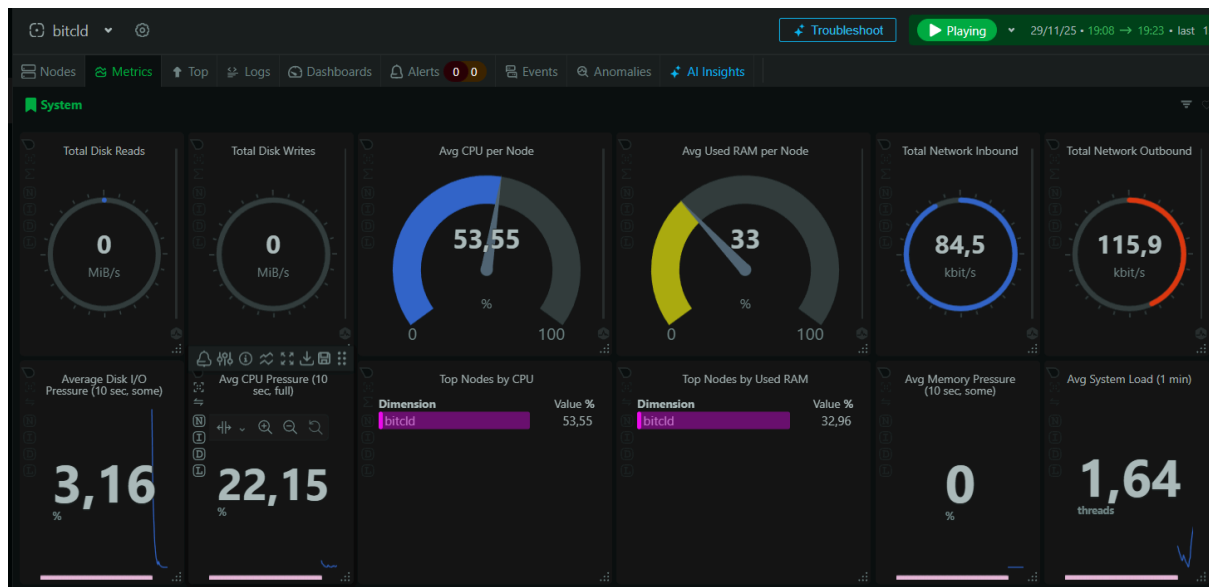 bitcld
Troubleshoot
Playing
29/11/25 • 19:08 → 19:23 • last 1
Nodes
Metrics
Top
Logs
Dashboards
Alerts 0 0
Events
Anomalies
AI Insights
System
Total Disk Reads
0
MiB/s
Total Disk Writes
0
MiB/s
Avg CPU per Node
53,55
%
0 100
Avg Used RAM per Node
33
%
0 100
Total Network Inbound
84,5
kbit/s
Total Network Outbound
115,9
kbit/s
Average Disk I/O
Pressure (10 sec, some)
3,16
%
Avg CPU Pressure (10
sec, full)
N
I
D
L
22,15
%
Top Nodes by CPU
Dimension Value %
bitcld 53,55
Top Nodes by Used RAM
Dimension Value %
bitcld 32,96
Avg Memory Pressure
(10 sec, some)
0
%
Avg System Load (1 min)
1,64
threads